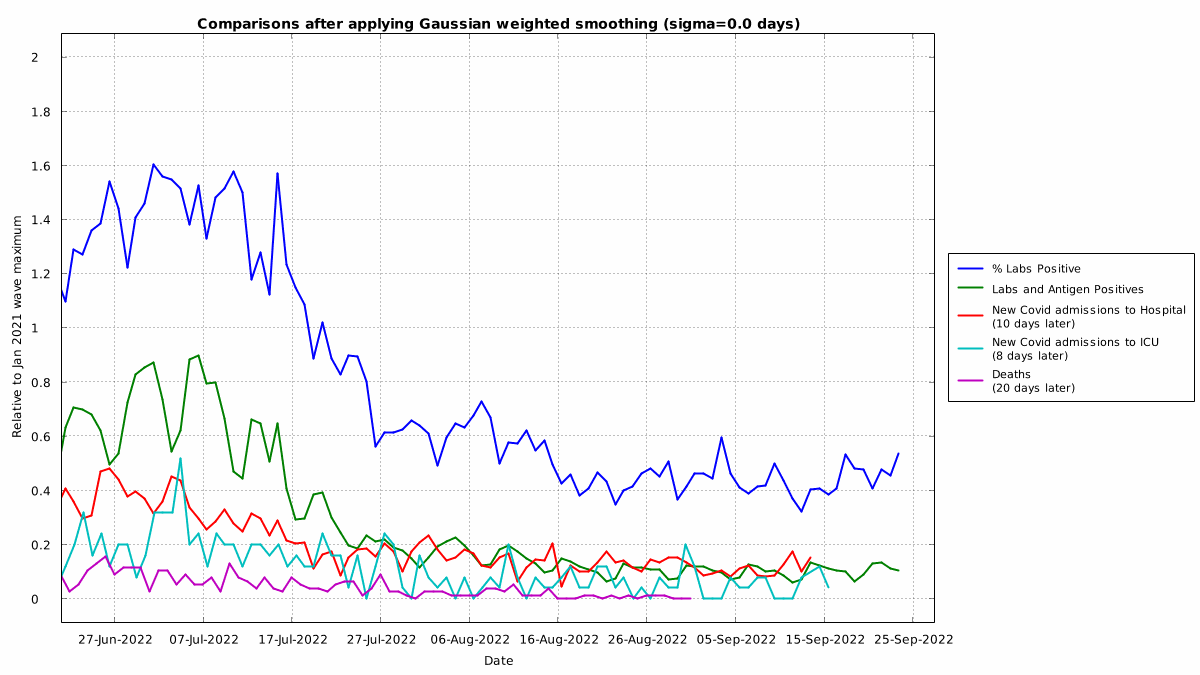 Comparisons after applying Gaussian weighted smoothing (sigma=0.0 days)
2
1.8
1.6
1.4
1.2
1
0.8
0.6
0.4
0.2
0
Relative to Jan 2021 wave maximum
27-Jun-2022 07-Jul-2022 17-Jul-2022 27-Jul-2022 06-Aug-2022 16-Aug-2022 26-Aug-2022 05-Sep-2022 15-Sep-2022 25-Sep-2022
Date
% Labs Positive
Labs and Antigen Positives
New Covid admissions to Hospital
(10 days later)
New Covid admissions to ICU
(8 days later)
Deaths
(20 days later)